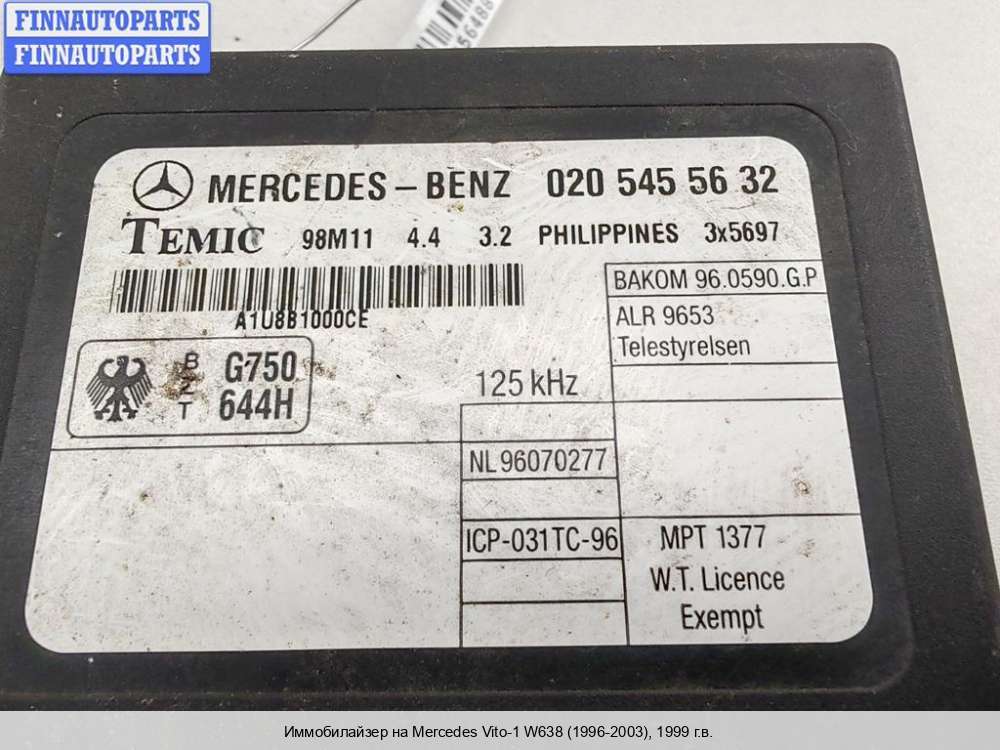 FINNAUTOPARTS
FINNAUTOPARTS
MERCEDES – BENZ 020 545 56 32
TEMIC 98M11 4.4 3.2 PHILIPPINES 3x5697
A1U8B1000CE
BAKOM 96.0590.G.P
ALR 9653
Telestyrelsen
BZT
G750
644H
125 kHz
NL 96070277
ICP-031TC-96
MPT 1377
W.T. Licence
Exempt
Иммобилайзер на Mercedes Vito-1 W638 (1996-2003), 1999 г.в.